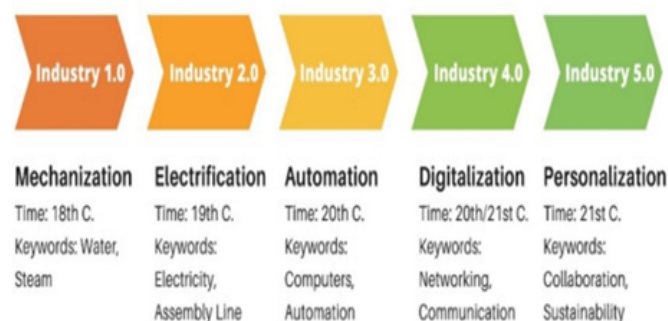 Industry 1.0
Industry 2.0
Industry 3.0
Industry 4.0
Industry 5.0
Mechanization
Time: 18th C.
Keywords: Water,
Steam
Electrification
Time: 19th C.
Keywords:
Electricity,
Assembly Line
Automation
Time: 20th C.
Keywords:
Computers,
Automation
Digitalization
Time: 20th/21st C.
Keywords:
Networking,
Communication
Personalization
Time: 21st C.
Keywords:
Collaboration,
Sustainability